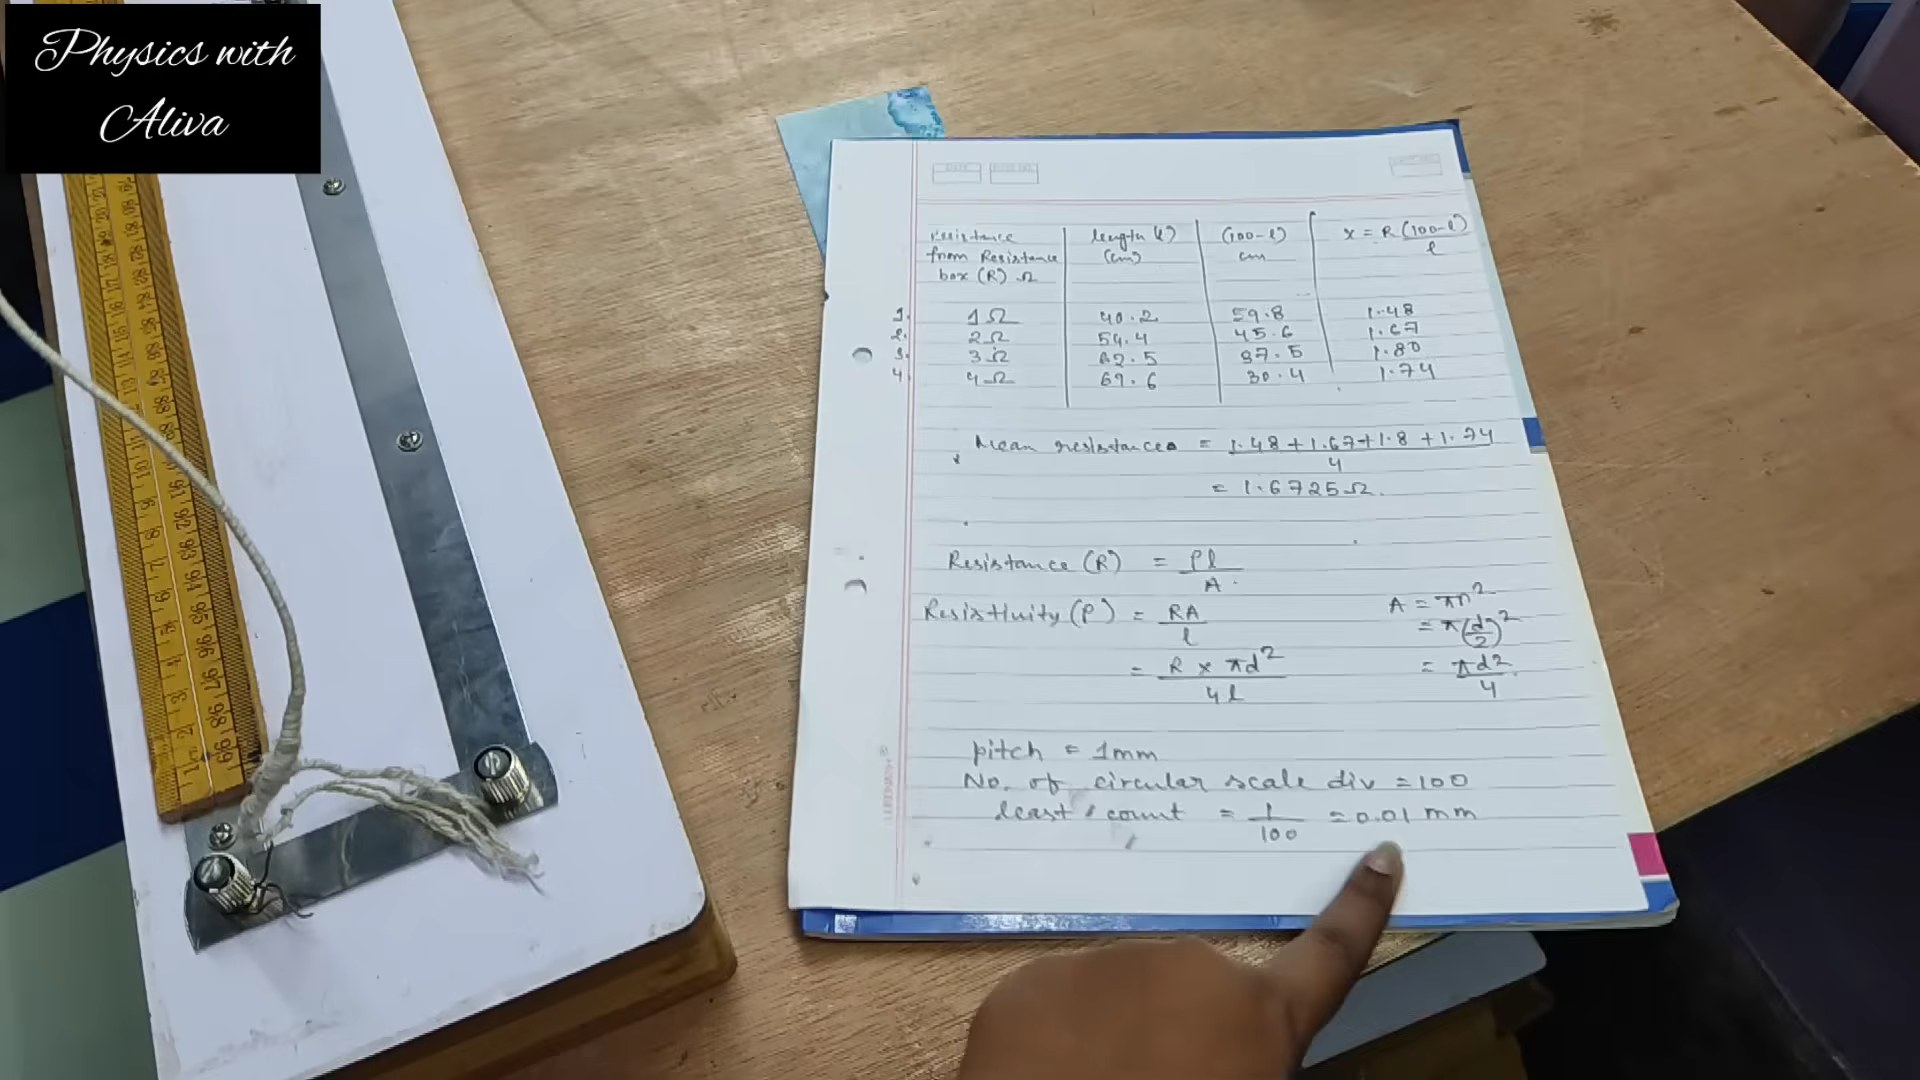 Physics with
Aliva
DATE
Resistance
from Resistance
box (R) Ω
length (l)
(cm)
(100-l)
cm
x = R (100-l) / l
1. 1Ω 40.2 59.8 1.48
2. 2Ω 54.4 45.6 1.67
3. 3Ω 62.5 37.5 1.80
4. 4Ω 69.6 30.4 1.74
Mean resistance = 1.48 + 1.67 + 1.8 + 1.74 / 4
= 1.6725Ω.
Resistance (R) = ρl / A.
Resistivity (ρ) = RA / l
A = πr²
= π(d/2)²
= R × πd² / 4l
= πd² / 4.
pitch = 1mm
No. of circular scale div = 100
least count = 1/100 = 0.01 mm